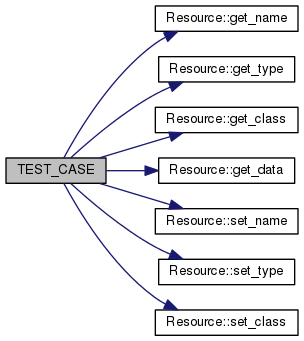 Resource::get_name
Resource::get_type
Resource::get_class
TEST_CASE
Resource::get_data
Resource::set_name
Resource::set_type
Resource::set_class